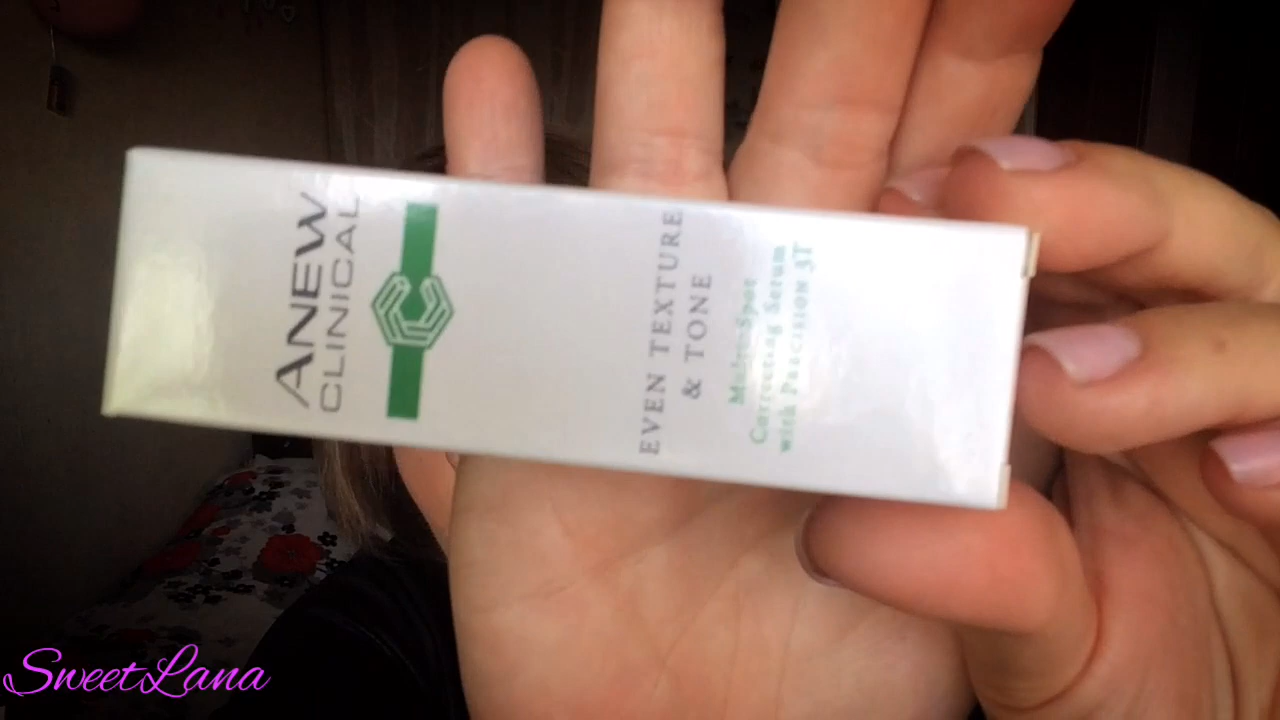 ANEW
CLINICAL
EVEN TEXTURE
& TONE
Multi-Spot
Correcting Serum
with Precision 3T
SweetLana